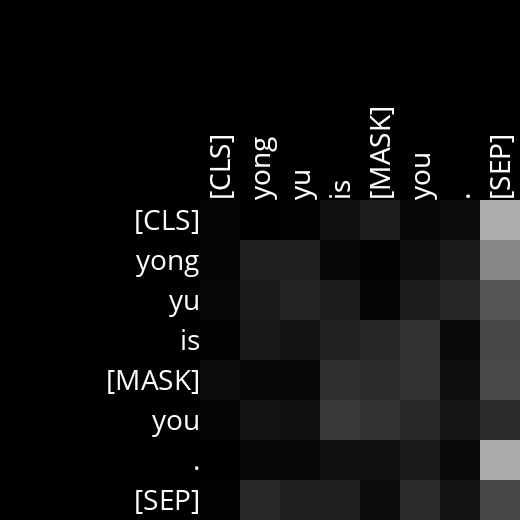 [CLS] yong yu is [MASK] you . [SEP]
[CLS]
yong
yu
is
[MASK]
you
.
[SEP]